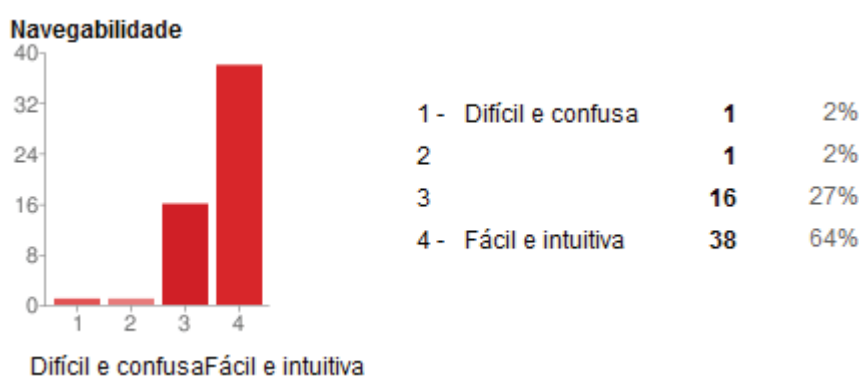 Navegabilidade
40
32
24
16
8
0
1 2 3 4
Difícil e confusaFácil e intuitiva
1 - Difícil e confusa 1 2%
2 1 2%
3 16 27%
4 - Fácil e intuitiva 38 64%